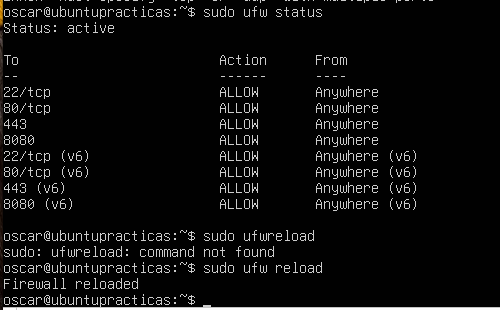 oscar@ubuntupracticas:~$ sudo ufw status
Status: active
To Action From
-- ------ ----
22/tcp ALLOW Anywhere
80/tcp ALLOW Anywhere
443 ALLOW Anywhere
8080 ALLOW Anywhere
22/tcp (v6) ALLOW Anywhere (v6)
80/tcp (v6) ALLOW Anywhere (v6)
443 (v6) ALLOW Anywhere (v6)
8080 (v6) ALLOW Anywhere (v6)
oscar@ubuntupracticas:~$ sudo ufwreload
sudo: ufwreload: command not found
oscar@ubuntupracticas:~$ sudo ufw reload
Firewall reloaded
oscar@ubuntupracticas:~$ _